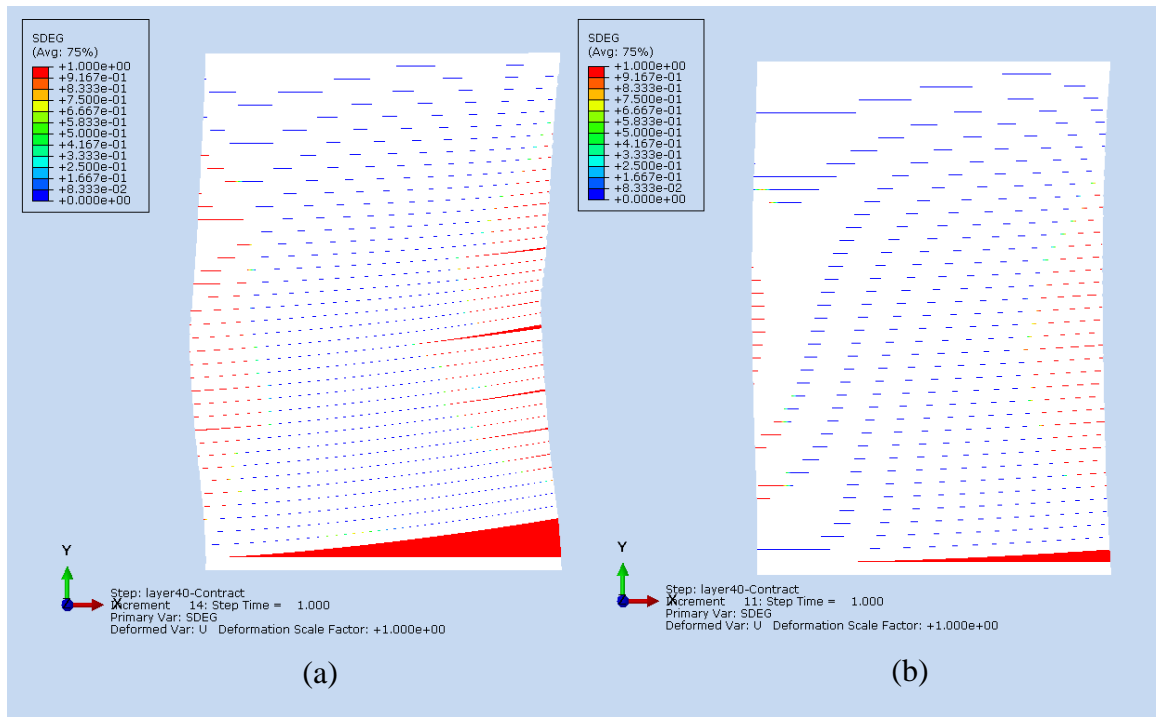 SDEG
(Avg: 75%)
+1.000e+00
+9.167e-01
+8.333e-01
+7.500e-01
+6.667e-01
+5.833e-01
+5.000e-01
+4.167e-01
+3.333e-01
+2.500e-01
+1.667e-01
+8.333e-02
+0.000e+00
Y
X
Step: layer40-Contract
Increment 14: Step Time = 1.000
Primary Var: SDEG
Deformed Var: U Deformation Scale Factor: +1.000e+00
(a)
SDEG
(Avg: 75%)
+1.000e+00
+9.167e-01
+8.333e-01
+7.500e-01
+6.667e-01
+5.833e-01
+5.000e-01
+4.167e-01
+3.333e-01
+2.500e-01
+1.667e-01
+8.333e-02
+0.000e+00
Y
X
Step: layer40-Contract
Increment 11: Step Time = 1.000
Primary Var: SDEG
Deformed Var: U Deformation Scale Factor: +1.000e+00
(b)